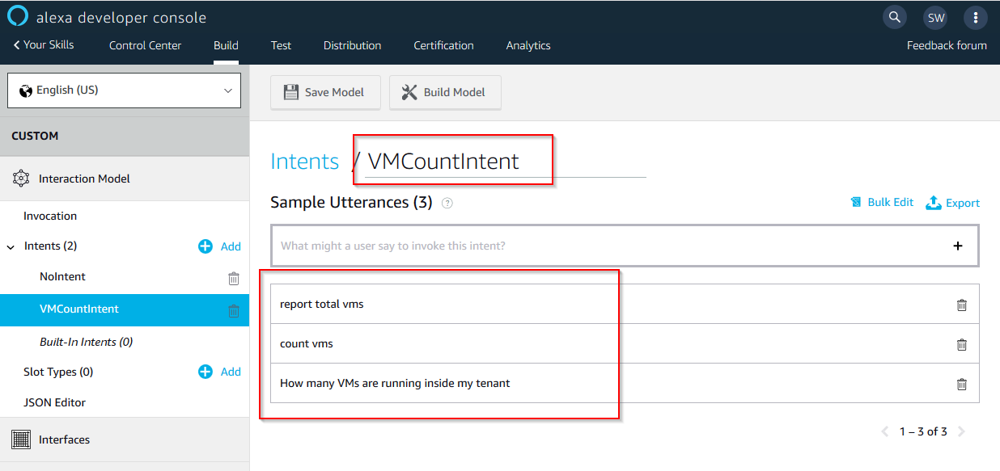 alexa developer console
SW
Your Skills
Control Center
Build
Test
Distribution
Certification
Analytics
Feedback forum
English (US)
Save Model
Build Model
CUSTOM
Intents / VMCountIntent
Interaction Model
Sample Utterances (3) ?
Bulk Edit
Export
Invocation
Intents (2)
Add
What might a user say to invoke this intent?
NoIntent
VMCountIntent
report total vms
Built-In Intents (0)
count vms
Slot Types (0)
Add
How many VMs are running inside my tenant
JSON Editor
Interfaces
1 – 3 of 3